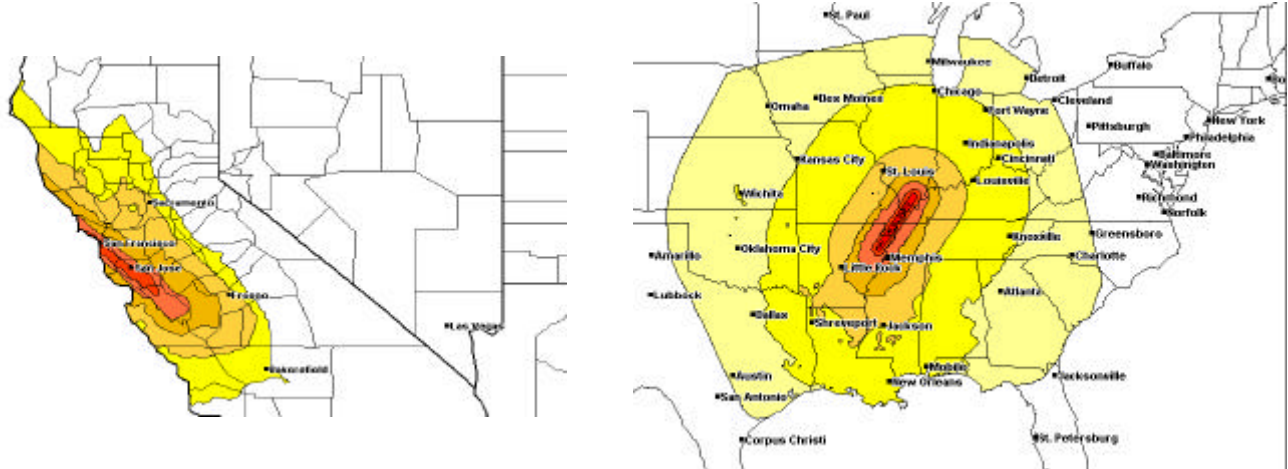 Sacramento
San Francisco
San Jose
Fresno
Las Vegas
Bakersfield
St. Paul
Milwaukee
Detroit
Buffalo
Omaha
Des Moines
Chicago
Fort Wayne
Cleveland
New York
Pittsburgh
Philadelphia
Indianapolis
Kansas City
Cincinnati
Baltimore
Washington
St. Louis
Louisville
Wichita
Richmond
Norfolk
Knoxville
Greensboro
Oklahoma City
Amarillo
Memphis
Charlotte
Little Rock
Lubbock
Atlanta
Dallas
Shreveport
Jackson
Mobile
Austin
New Orleans
Jacksonville
San Antonio
Corpus Christi
St. Petersburg